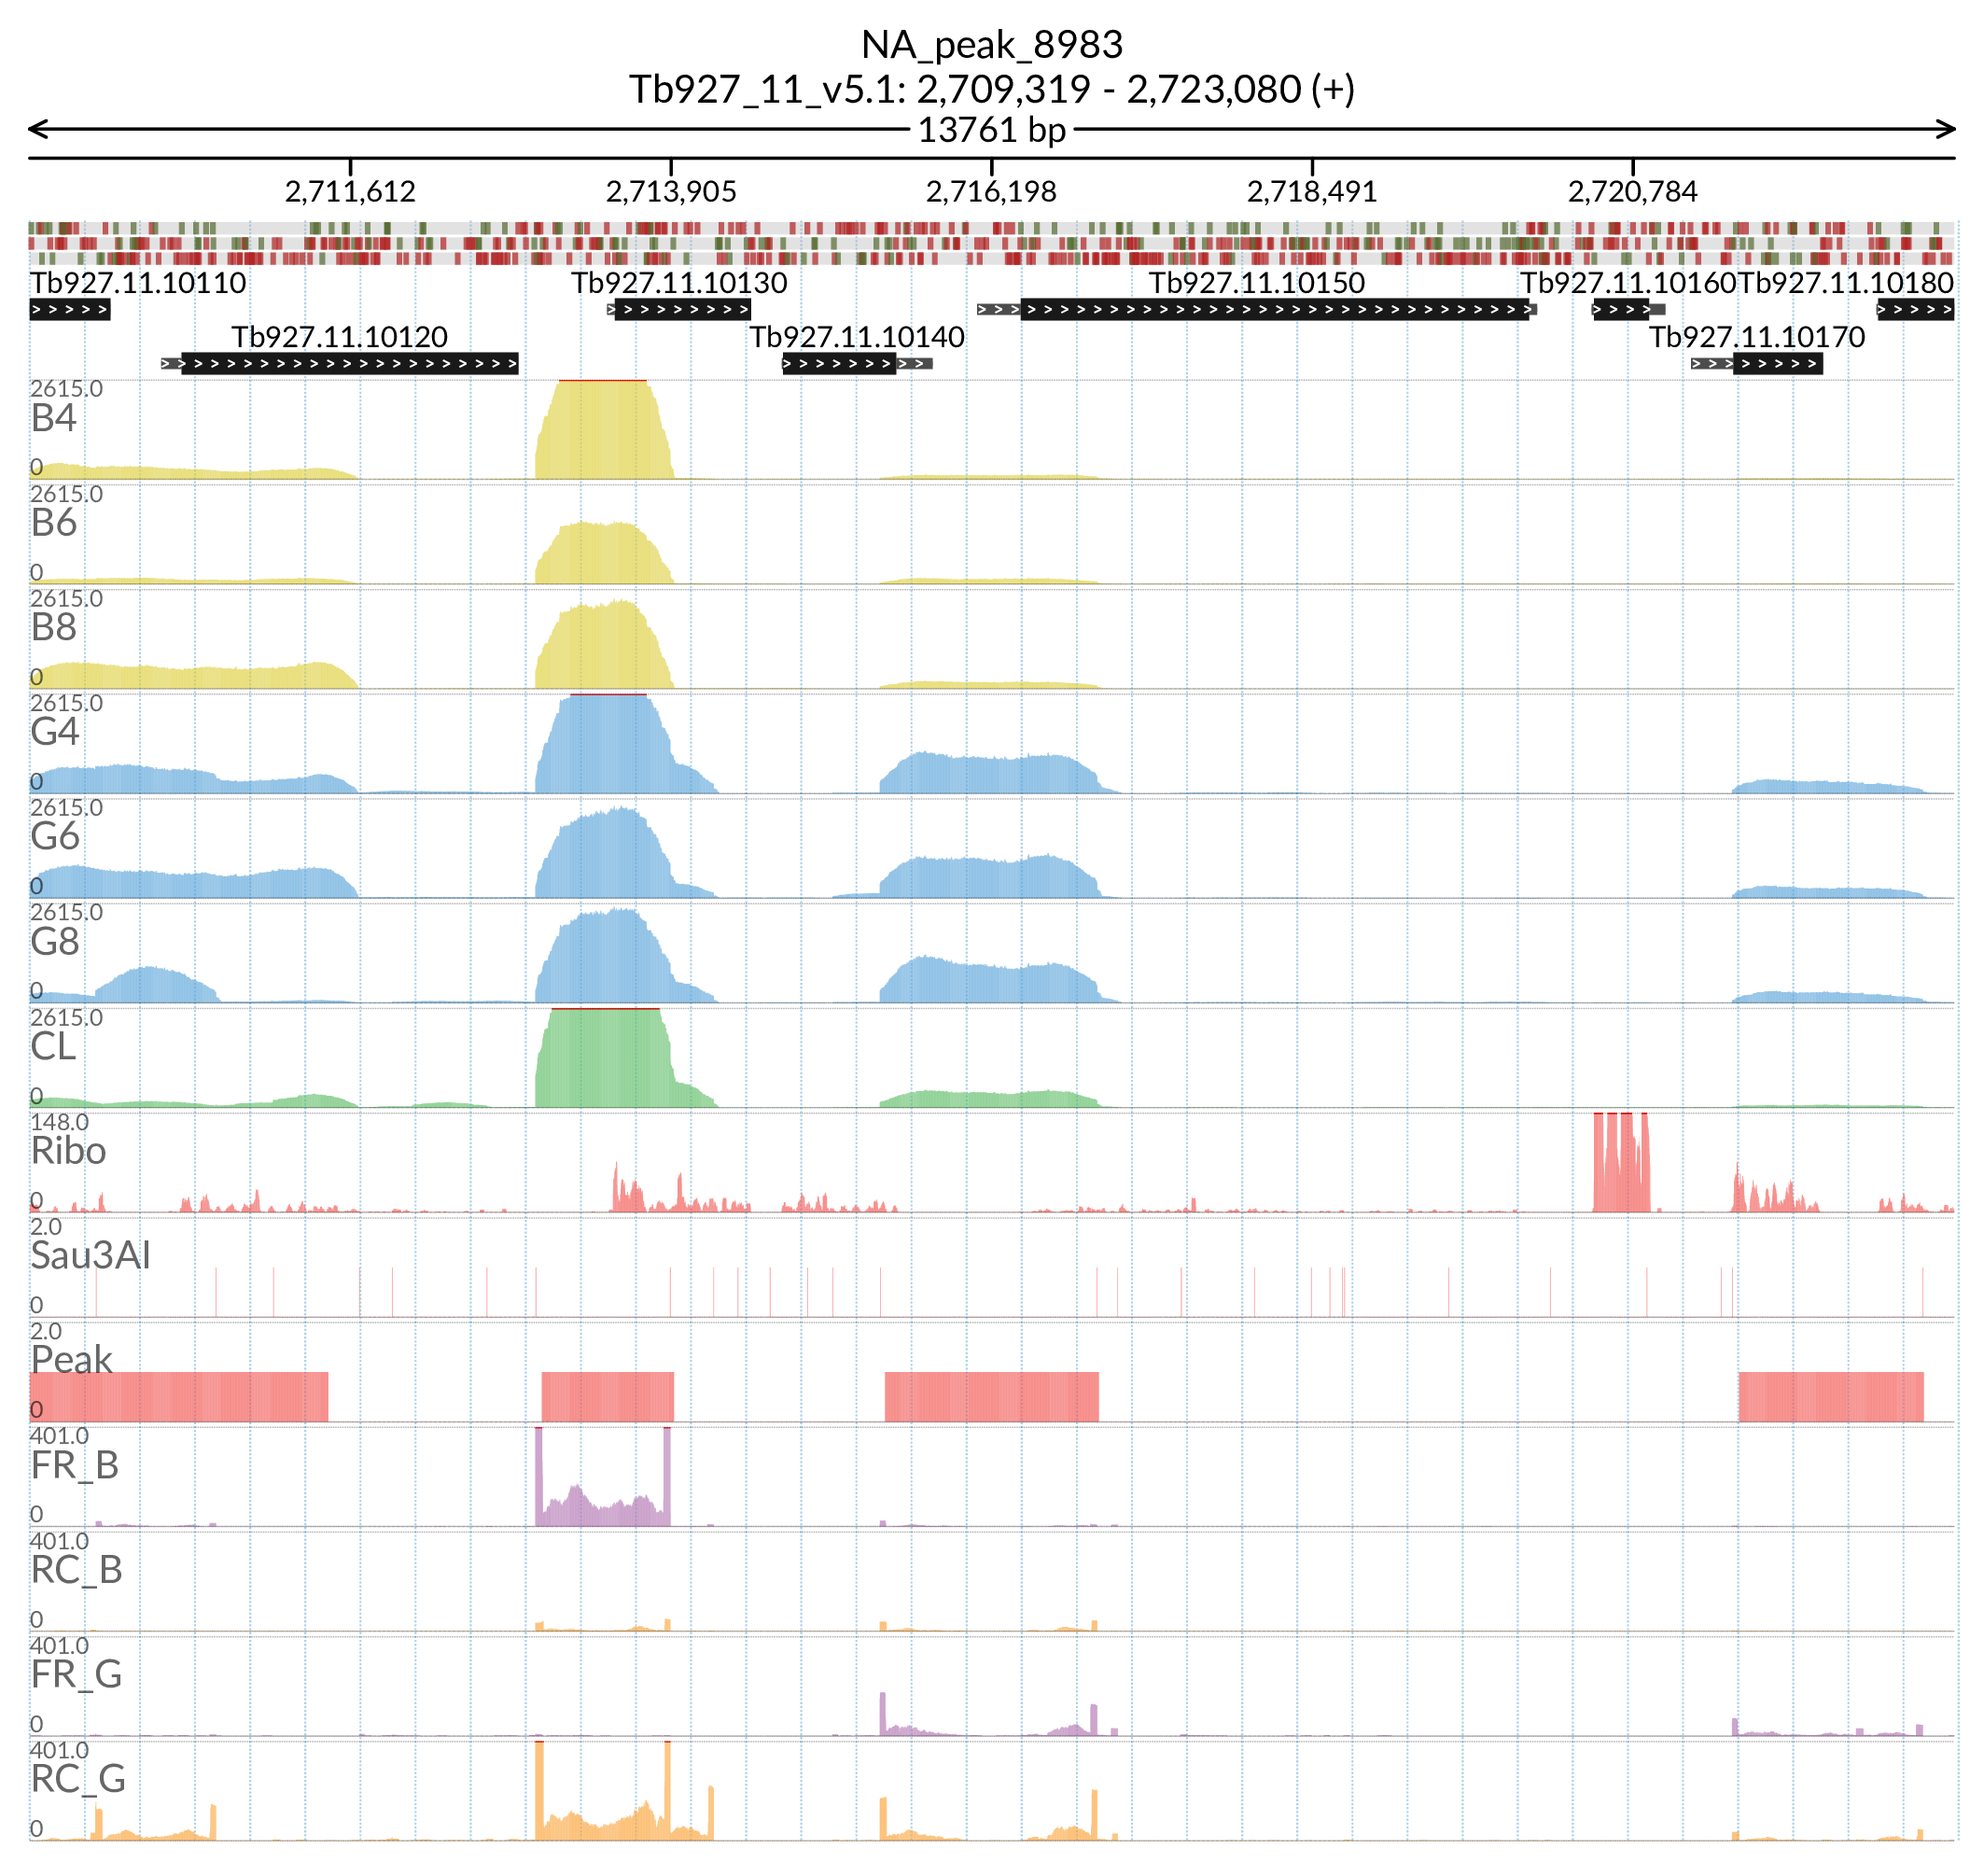 NA_peak_8983
Tb927_11_v5.1: 2,709,319 - 2,723,080 (+)
13761 bp
2,711,612 2,713,905 2,716,198 2,718,491 2,720,784
Tb927.11.10110 Tb927.11.10130 Tb927.11.10150 Tb927.11.10160 Tb927.11.10180
Tb927.11.10120 Tb927.11.10140 Tb927.11.10170
2615.0
B4
0
2615.0
B6
0
2615.0
B8
0
2615.0
G4
0
2615.0
G6
0
2615.0
G8
0
2615.0
CL
0
148.0
Ribo
0
2.0
Sau3AI
0
2.0
Peak
0
401.0
FR_B
0
401.0
RC_B
0
401.0
FR_G
0
401.0
RC_G
0